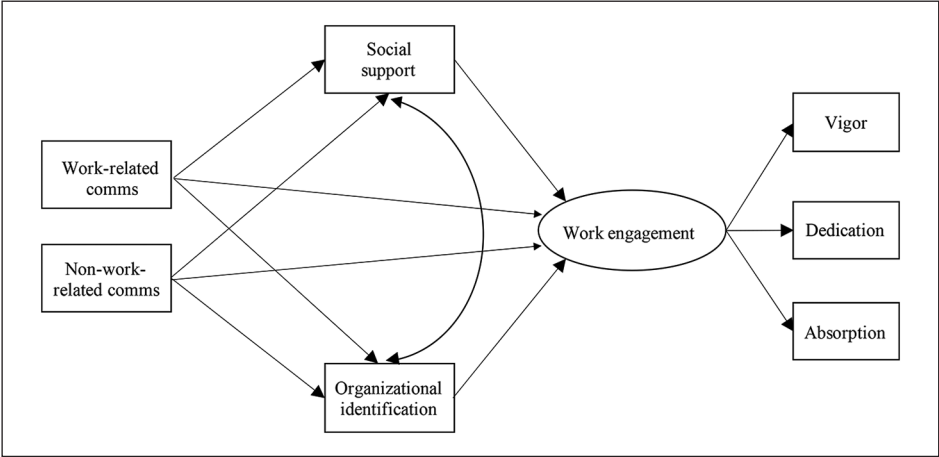 Social
support
Work-related
comms
Non-work-
related comms
Organizational
identification
Work engagement
Vigor
Dedication
Absorption